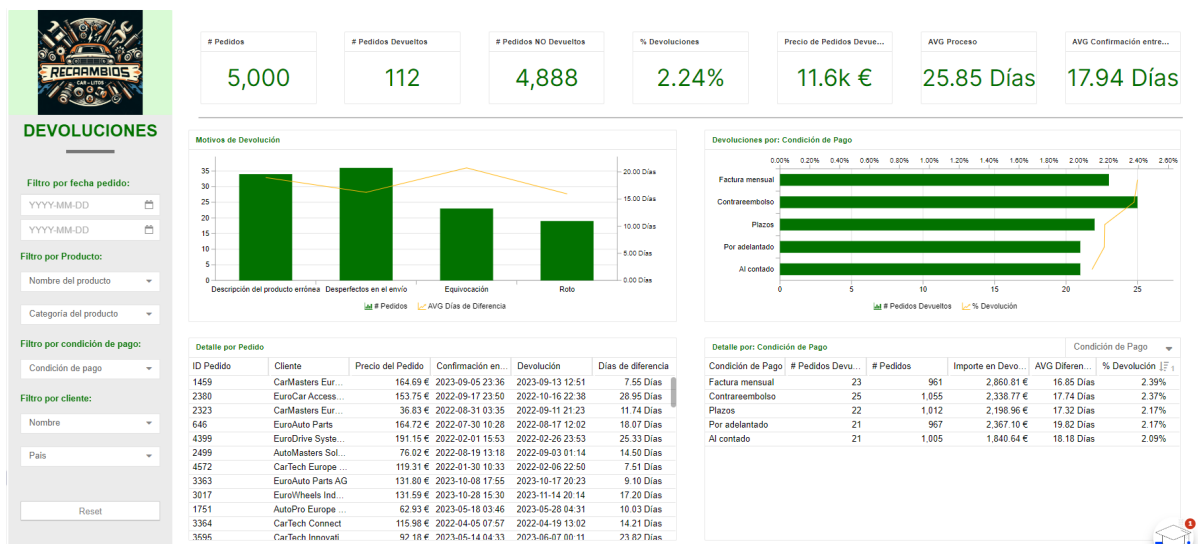 RECAAMBIOS
CAR - LITOS
DEVOLUCIONES
Filtro por fecha pedido:
YYYY-MM-DD
YYYY-MM-DD
Filtro por Producto:
Nombre del producto
Categoría del producto
Filtro por condición de pago:
Condición de pago
Filtro por cliente:
Nombre
Pais
Reset
# Pedidos
5,000
# Pedidos Devueltos
112
# Pedidos NO Devueltos
4,888
% Devoluciones
2.24%
Precio de Pedidos Devue...
11.6k €
AVG Proceso
25.85 Días
AVG Confirmación entre...
17.94 Días
Motivos de Devolución
35
30
25
20
15
10
5
0
20.00 Días
15.00 Días
10.00 Días
5.00 Días
0.00 Días
Descripción del producto errónea Desperfectos en el envío Equivocación Roto
# Pedidos AVG Días de Diferencia
Devoluciones por: Condición de Pago
0.00% 0.20% 0.40% 0.60% 0.80% 1.00% 1.20% 1.40% 1.60% 1.80% 2.00% 2.20% 2.40% 2.60%
Factura mensual
Contrareembolso
Plazos
Por adelantado
Al contado
0 5 10 15 20 25
# Pedidos Devueltos % Devolución
Detalle por Pedido
ID Pedido Cliente Precio del Pedido Confirmación en... Devolución Días de diferencia
1459 CarMasters Eur... 164.69 € 2023-09-05 23:36 2023-09-13 12:51 7.55 Días
2380 EuroCar Access... 153.75 € 2022-09-17 23:50 2022-10-16 22:38 28.95 Días
2323 CarMasters Eur... 36.83 € 2022-08-31 03:35 2022-09-11 21:23 11.74 Días
646 EuroAuto Parts 164.72 € 2022-07-30 10:28 2022-08-17 12:02 18.07 Días
4399 EuroDrive Syste... 191.15 € 2022-02-01 15:53 2022-02-26 23:53 25.33 Días
2499 AutoMasters Sol... 76.02 € 2022-08-19 13:18 2022-09-03 01:14 14.50 Días
4572 CarTech Europe ... 119.31 € 2022-01-30 10:33 2022-02-06 22:50 7.51 Días
3363 EuroAuto Parts AG 131.80 € 2023-10-08 17:55 2023-10-17 20:23 9.10 Días
3017 EuroWheels Ind... 131.59 € 2023-10-28 15:30 2023-11-14 20:14 17.20 Días
1751 AutoPro Europe ... 62.93 € 2023-05-18 03:46 2023-05-28 04:31 10.03 Días
3364 CarTech Connect 115.98 € 2022-04-05 07:57 2022-04-19 13:02 14.21 Días
3595 CarTech Innovati 92.18 € 2023-05-14 04:33 2023-06-07 00:11 23.82 Días
Detalle por: Condición de Pago
Condición de Pago
Condición de Pago # Pedidos Devu... # Pedidos Importe en Devo... AVG Diferen... % Devolución 1
Factura mensual 23 961 2,860.81 € 16.85 Días 2.39%
Contrareembolso 25 1,055 2,338.77 € 17.74 Días 2.37%
Plazos 22 1,012 2,198.96 € 17.32 Días 2.17%
Por adelantado 21 967 2,367.10 € 19.82 Días 2.17%
Al contado 21 1,005 1,840.64 € 18.18 Días 2.09%
1